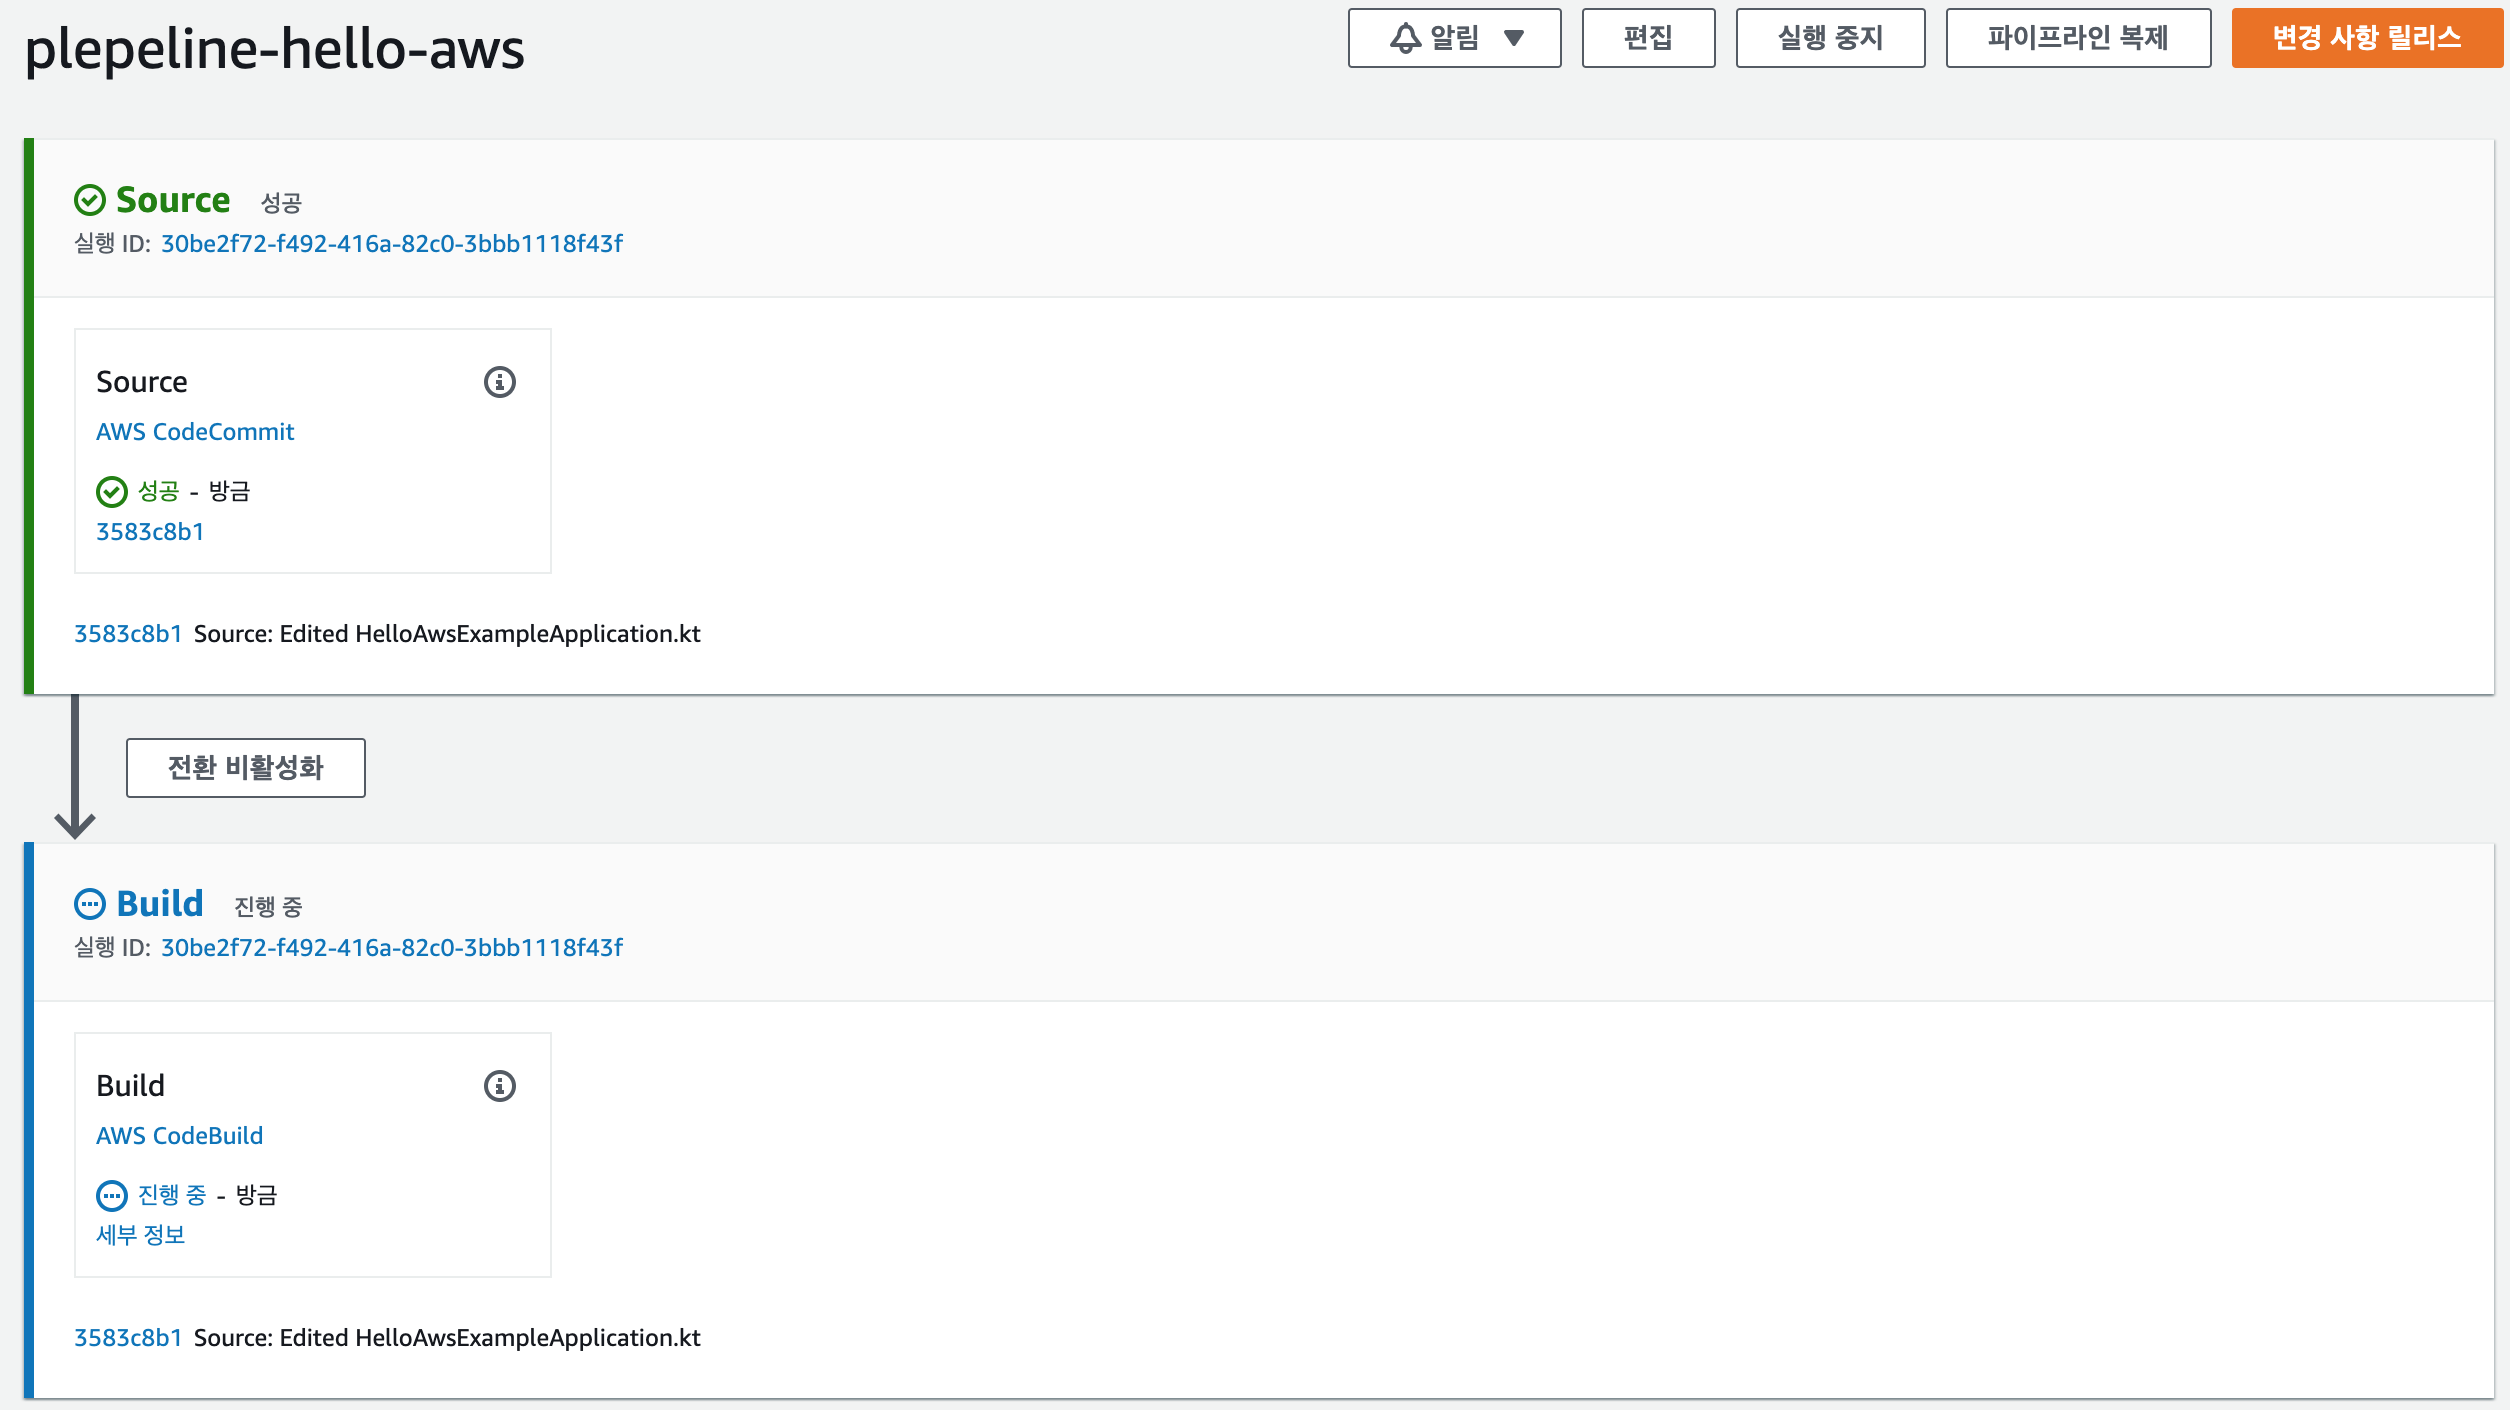 plepeline-hello-aws
알림
편집
실행 중지
파이프라인 복제
변경 사항 릴리스
Source 성공
실행 ID: 30be2f72-f492-416a-82c0-3bbb1118f43f
Source
AWS CodeCommit
성공 - 방금
3583c8b1
3583c8b1 Source: Edited HelloAwsExampleApplication.kt
전환 비활성화
Build 진행 중
실행 ID: 30be2f72-f492-416a-82c0-3bbb1118f43f
Build
AWS CodeBuild
진행 중 - 방금
세부 정보
3583c8b1 Source: Edited HelloAwsExampleApplication.kt